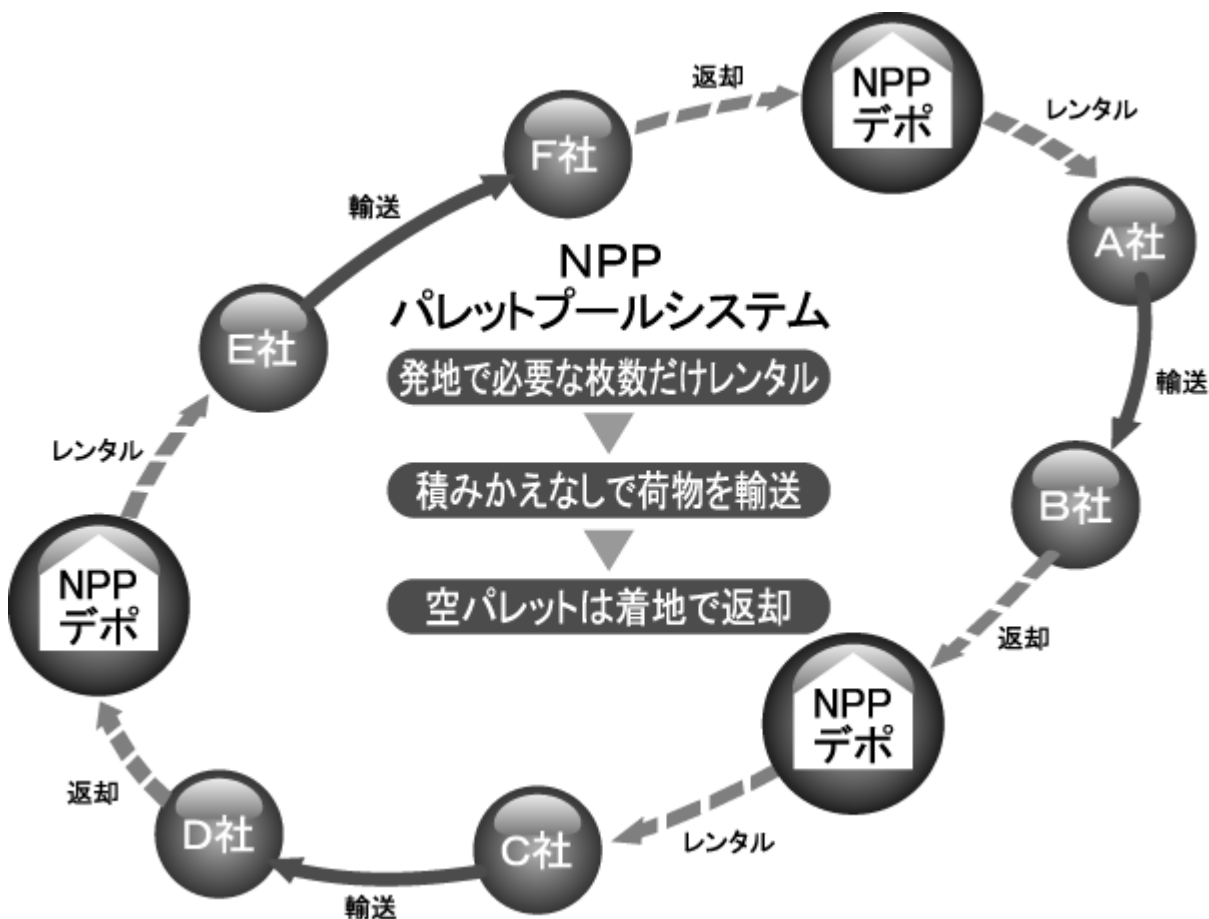 返却
NPP
デポ
レンタル
F社
A社
輸送
NPP
パレットプールシステム
E社
発地で必要な枚数だけレンタル
輸送
レンタル
積みかえなしで荷物を輸送
B社
NPP
デポ
空パレットは着地で返却
返却
NPP
デポ
返却
D社
C社
レンタル
輸送